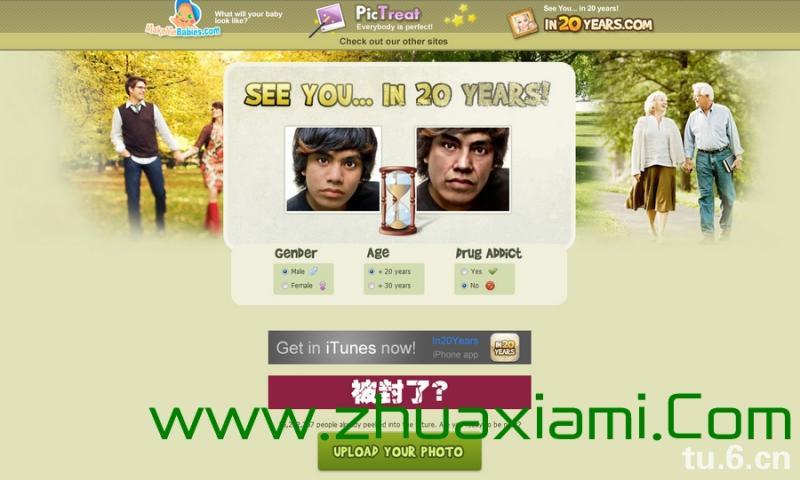 What will your baby
look like?
MakeMeBabies.com
PicTreat
Everybody is perfect!
See You... in 20 years!
IN20YEARS.COM
Check out our other sites
SEE YOU... IN 20 YEARS!
Gender
Age
Drug Addict
Male
+ 20 years
Yes
Female
+ 30 years
No
Get in iTunes now!
In20Years
iPhone app
IN 20 YEARS
被封了?
www.zhuaxiami.Com
people already peeked into the future. Are
UPLOAD YOUR PHOTO
tu.6.cn